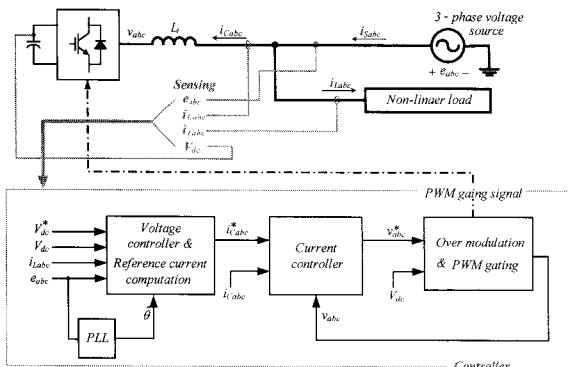 3 - phase voltage
source
v_abc
L_i
i_Cabc
i_Sabc
+ e_abc −
i_Labc
Non-linaer load
Sensing
e_abc
i_Cabc
i_Labc
V_dc
PWM gaing signal
V*_dc
V_dc
i_Labc
e_abc
Voltage
controller &
Reference current
computation
i*_Cabc
Current
controller
v*_abc
Over modulation
& PWM gating
i_Cabc
V_dc
θ
v_abc
PLL
Controller